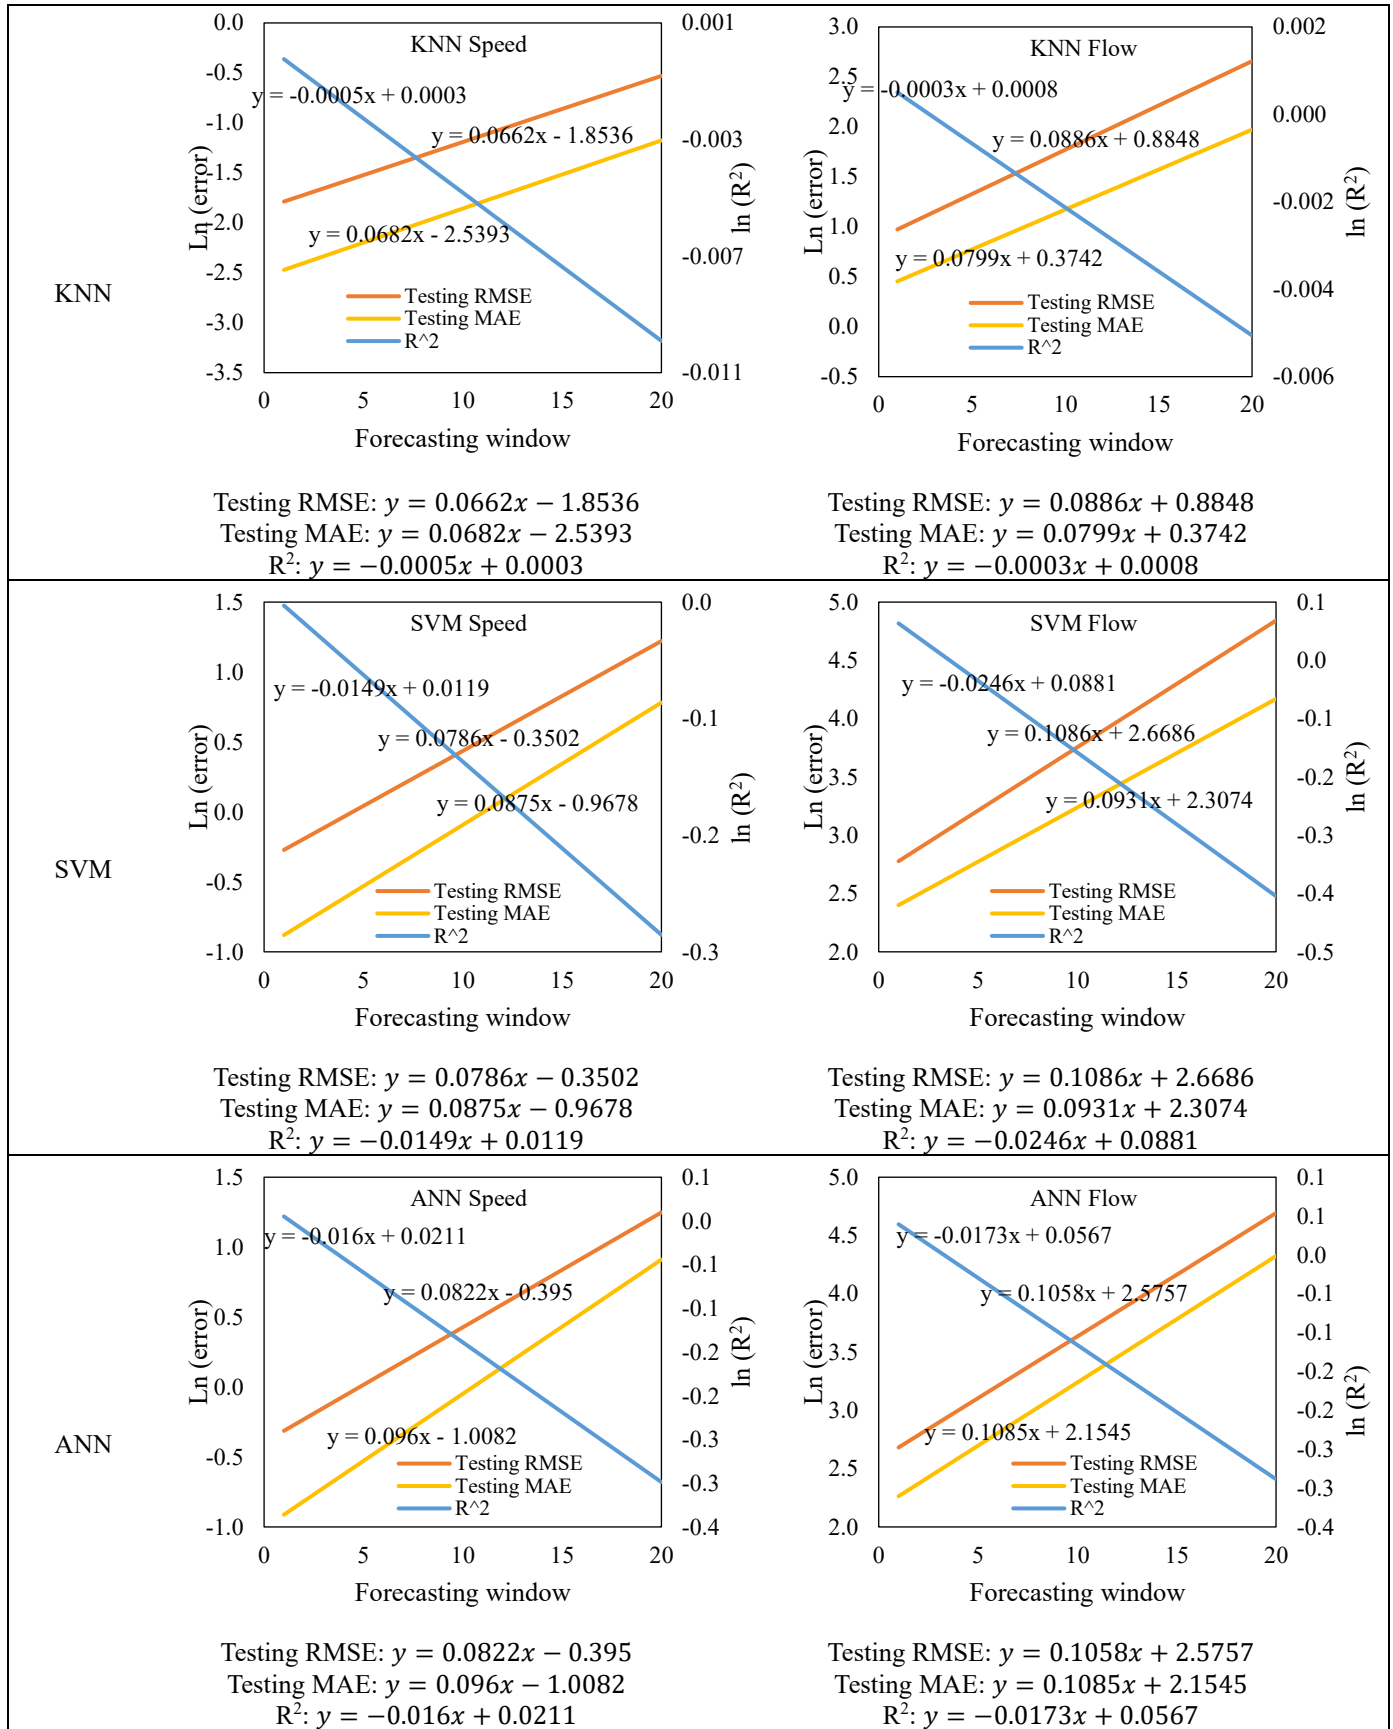 KNN
KNN Speed
0.0
-0.5
-1.0
-1.5
-2.0
-2.5
-3.0
-3.5
Ln (error)
0.001
-0.003
-0.007
-0.011
ln (R²)
y = -0.0005x + 0.0003
y = 0.0662x - 1.8536
y = 0.0682x - 2.5393
Testing RMSE
Testing MAE
R^2
0 5 10 15 20
Forecasting window
Testing RMSE: y = 0.0662x − 1.8536
Testing MAE: y = 0.0682x − 2.5393
R²: y = −0.0005x + 0.0003
KNN Flow
3.0
2.5
2.0
1.5
1.0
0.5
0.0
-0.5
Ln (error)
0.002
0.000
-0.002
-0.004
-0.006
ln (R²)
y = -0.0003x + 0.0008
y = 0.0886x + 0.8848
y = 0.0799x + 0.3742
Testing RMSE
Testing MAE
R^2
0 5 10 15 20
Forecasting window
Testing RMSE: y = 0.0886x + 0.8848
Testing MAE: y = 0.0799x + 0.3742
R²: y = −0.0003x + 0.0008
SVM
SVM Speed
1.5
1.0
0.5
0.0
-0.5
-1.0
Ln (error)
0.0
-0.1
-0.2
-0.3
ln (R²)
y = -0.0149x + 0.0119
y = 0.0786x - 0.3502
y = 0.0875x - 0.9678
Testing RMSE
Testing MAE
R^2
0 5 10 15 20
Forecasting window
Testing RMSE: y = 0.0786x − 0.3502
Testing MAE: y = 0.0875x − 0.9678
R²: y = −0.0149x + 0.0119
SVM Flow
5.0
4.5
4.0
3.5
3.0
2.5
2.0
Ln (error)
0.1
0.0
-0.1
-0.2
-0.3
-0.4
-0.5
ln (R²)
y = -0.0246x + 0.0881
y = 0.1086x + 2.6686
y = 0.0931x + 2.3074
Testing RMSE
Testing MAE
R^2
0 5 10 15 20
Forecasting window
Testing RMSE: y = 0.1086x + 2.6686
Testing MAE: y = 0.0931x + 2.3074
R²: y = −0.0246x + 0.0881
ANN
ANN Speed
1.5
1.0
0.5
0.0
-0.5
-1.0
Ln (error)
0.1
0.0
-0.1
-0.1
-0.2
-0.2
-0.3
-0.3
-0.4
ln (R²)
y = -0.016x + 0.0211
y = 0.0822x - 0.395
y = 0.096x - 1.0082
Testing RMSE
Testing MAE
R^2
0 5 10 15 20
Forecasting window
Testing RMSE: y = 0.0822x − 0.395
Testing MAE: y = 0.096x − 1.0082
R²: y = −0.016x + 0.0211
ANN Flow
5.0
4.5
4.0
3.5
3.0
2.5
2.0
Ln (error)
0.1
0.1
0.0
-0.1
-0.1
-0.2
-0.2
-0.3
-0.3
-0.4
ln (R²)
y = -0.0173x + 0.0567
y = 0.1058x + 2.5757
y = 0.1085x + 2.1545
Testing RMSE
Testing MAE
R^2
0 5 10 15 20
Forecasting window
Testing RMSE: y = 0.1058x + 2.5757
Testing MAE: y = 0.1085x + 2.1545
R²: y = −0.0173x + 0.0567